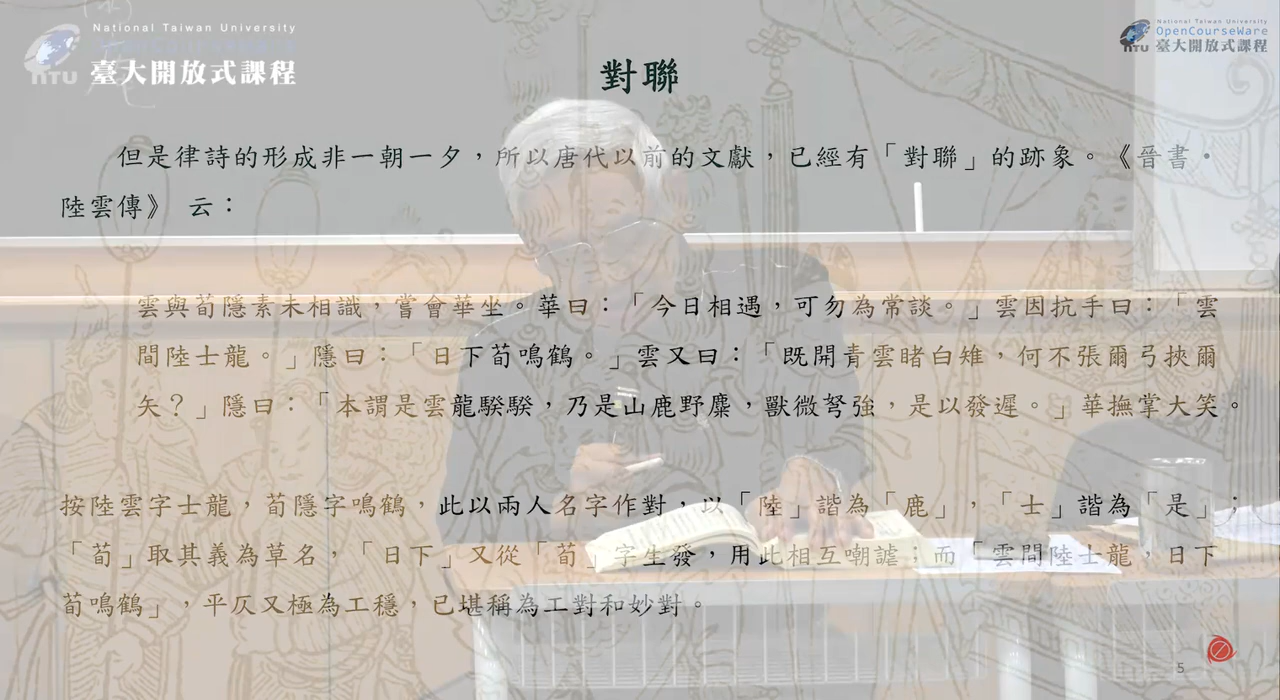 National Taiwan University
臺大開放式課程
National Taiwan University
OpenCourseWare
臺大開放式課程
NTU
NTU
對聯
但是律詩的形成非一朝一夕，所以唐代以前的文獻，已經有「對聯」的跡象。《晉書‧
陸雲傳》 云：
雲與荀隱素未相識，嘗會華坐。華曰：「今日相遇，可勿為常談。」雲因抗手曰：「雲
間陸士龍。」隱曰：「日下荀鳴鶴。」雲又曰：「既開青雲睹白雉，何不張爾弓挾爾
矢？」隱曰：「本謂是雲龍騤騤，乃是山鹿野麋，獸微弩強，是以發遲。」華撫掌大笑。
按陸雲字士龍，荀隱字鳴鶴，此以兩人名字作對，以「陸」諧為「鹿」，「士」諧為「是」；
「荀」取其義為草名，「日下」又從「荀」字生發，用此相互嘲謔；而「雲間陸士龍，日下
荀鳴鶴」，平仄又極為工穩，已堪稱為工對和妙對。
5